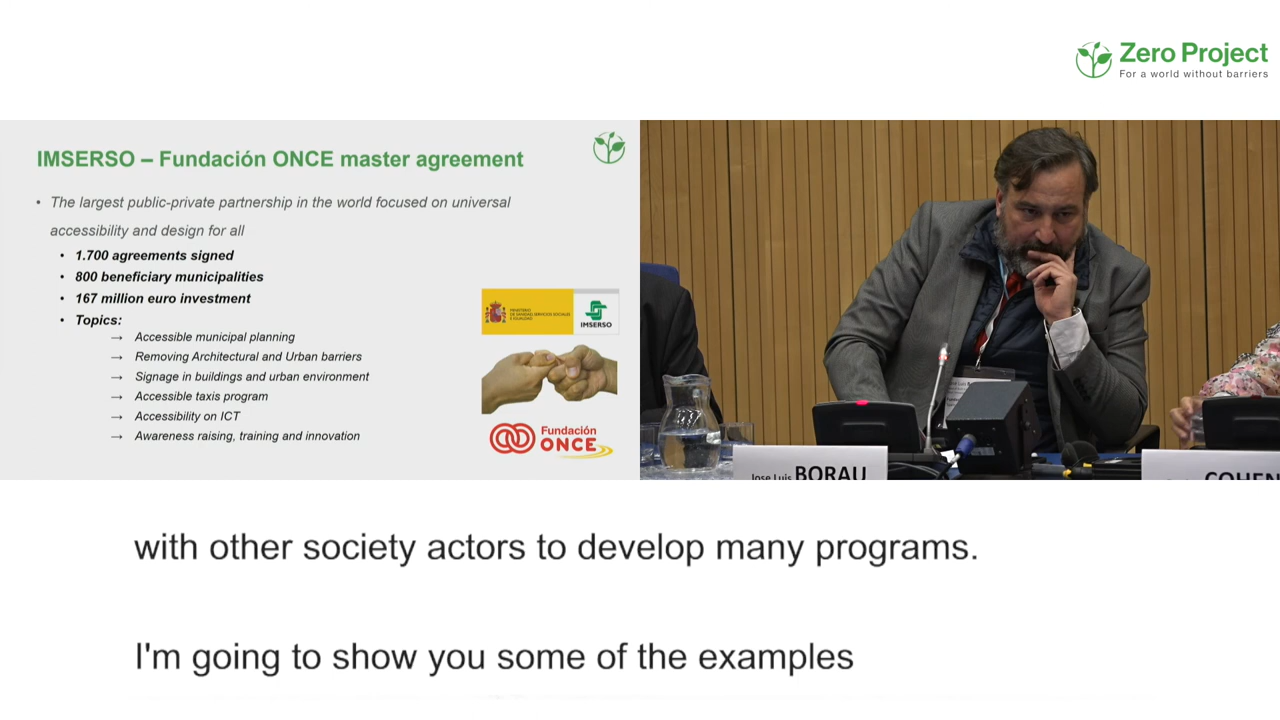 Zero Project
For a world without barriers
IMSERSO – Fundación ONCE master agreement
• The largest public-private partnership in the world focused on universal
accessibility and design for all
• 1.700 agreements signed
• 800 beneficiary municipalities
• 167 million euro investment
• Topics:
→ Accessible municipal planning
→ Removing Architectural and Urban barriers
→ Signage in buildings and urban environment
→ Accessible taxis program
→ Accessibility on ICT
→ Awareness raising, training and innovation
MINISTERIO
DE SANIDAD, SERVICIOS SOCIALES
E IGUALDAD
IMSERSO
Fundación
ONCE
Jose Luis BORAU
COHEN
with other society actors to develop many programs.
I'm going to show you some of the examples